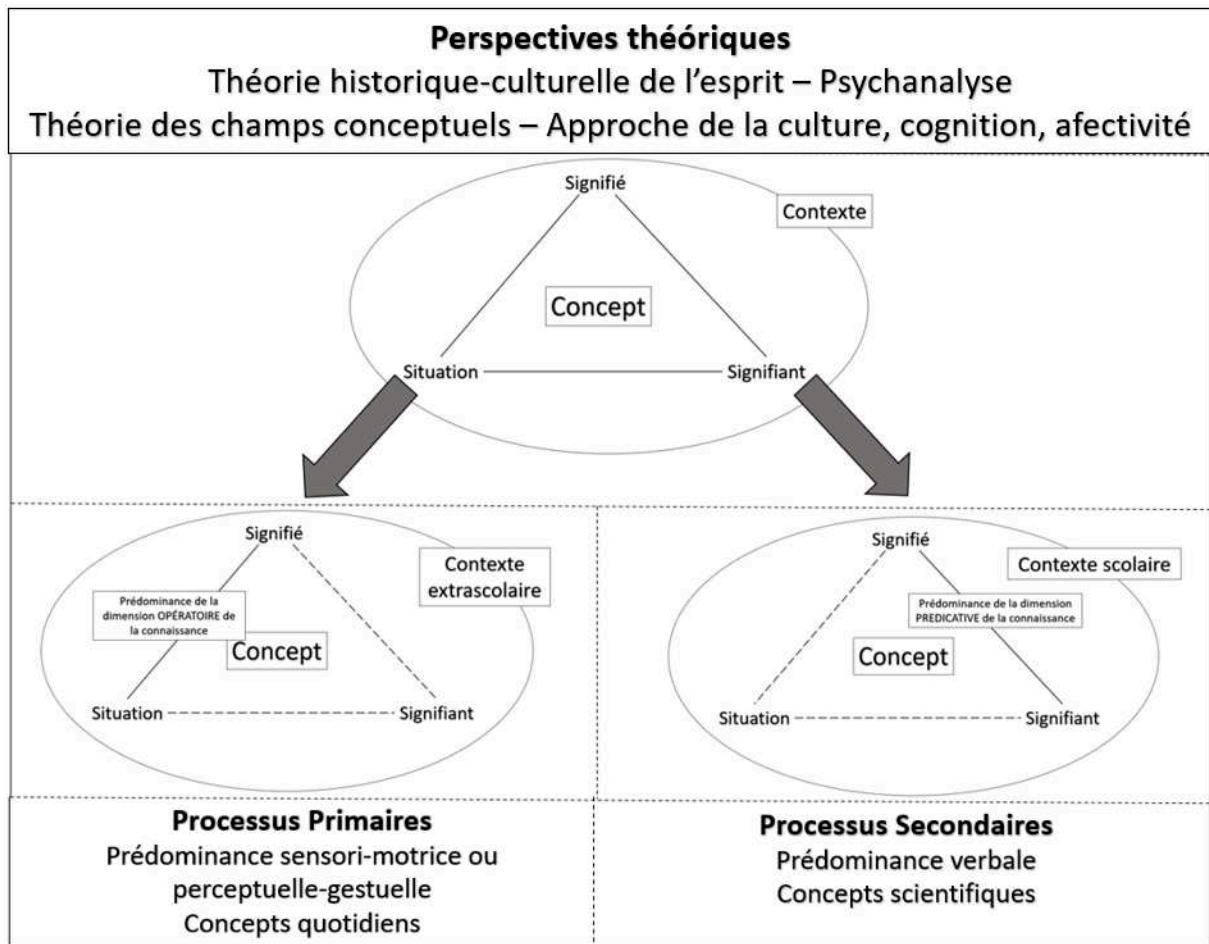 Perspectives théóriques
Théorie historique-culturelle de l’esprit – Psychanalyse
Théorie des champs conceptuels – Approche de la culture, cognition, afectivité
Signifié
Contexte
Concept
Situation
Signifiant
Signifié
Contexte
extrascolaire
Prédominance de la
dimension OPÉRATOIRE de
la connaissance
Concept
Situation
Signifiant
Signifié
Contexte scolaire
Prédominance de la dimension
PREDICATIVE de la connaissance
Concept
Situation
Signifiant
Processus Primaires
Prédominance sensori-motrice ou
perceptuelle-gestuelle
Concepts quotidiens
Processus Secondaires
Prédominance verbale
Concepts scientifiques